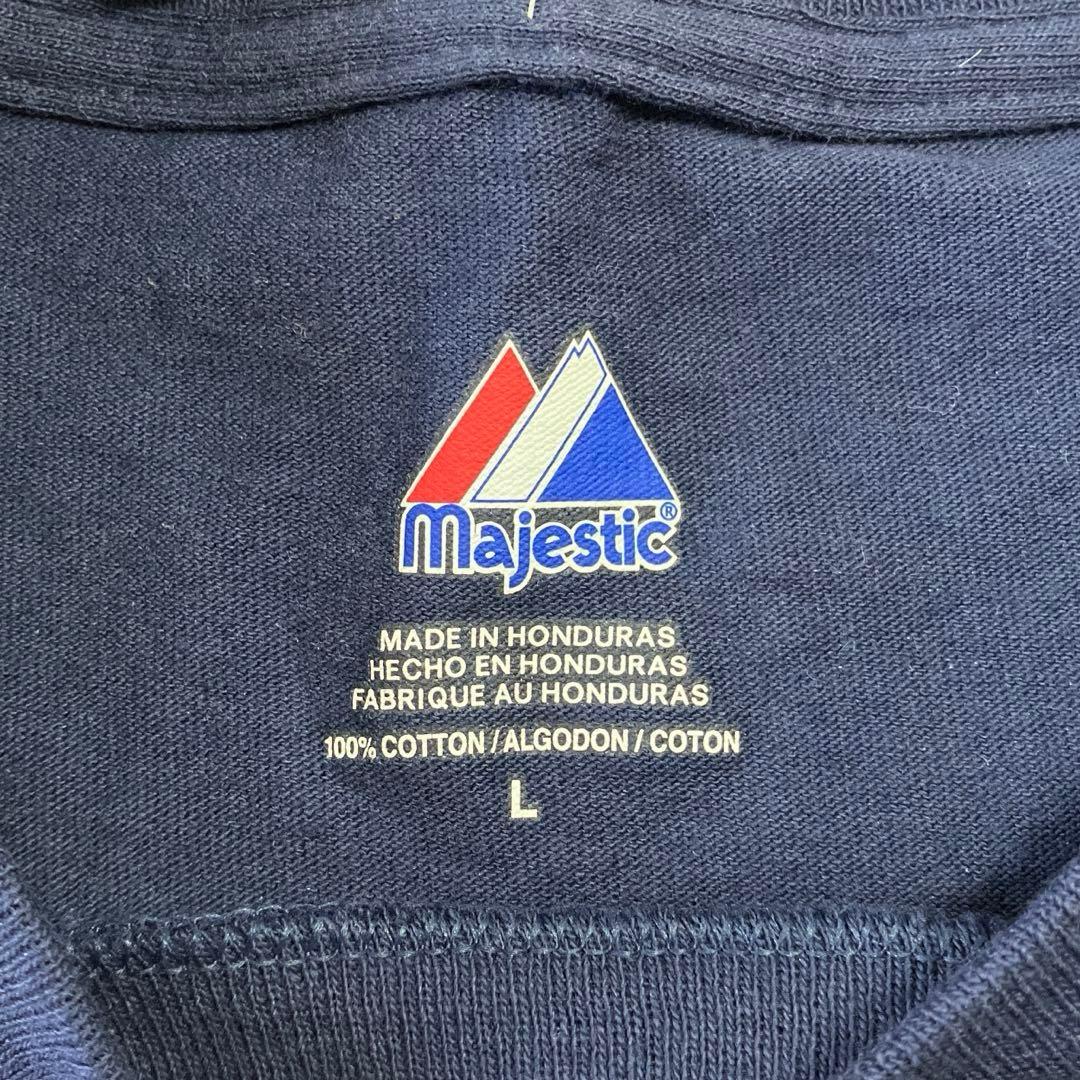 Majestic®
MADE IN HONDURAS
HECHO EN HONDURAS
FABRIQUE AU HONDURAS
100% COTTON / ALGODON / COTON
L